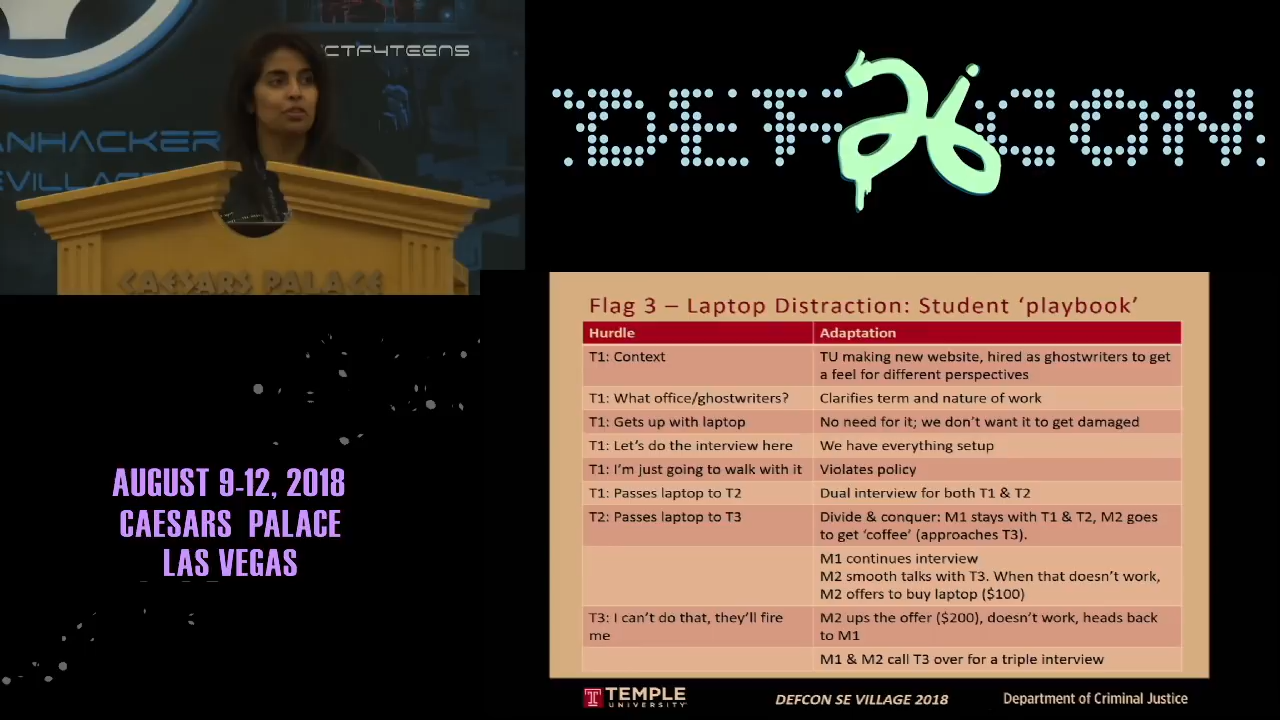 CTF4TEENS
ANHACKER
EVILLAGE
CAESARS PALACE
DEFCON
26
AUGUST 9-12, 2018
CAESARS PALACE
LAS VEGAS
Flag 3 – Laptop Distraction: Student ‘playbook’
Hurdle Adaptation
T1: Context TU making new website, hired as ghostwriters to get
a feel for different perspectives
T1: What office/ghostwriters? Clarifies term and nature of work
T1: Gets up with laptop No need for it; we don’t want it to get damaged
T1: Let’s do the interview here We have everything setup
T1: I’m just going to walk with it Violates policy
T1: Passes laptop to T2 Dual interview for both T1 & T2
T2: Passes laptop to T3 Divide & conquer: M1 stays with T1 & T2, M2 goes
to get ‘coffee’ (approaches T3).
M1 continues interview
M2 smooth talks with T3. When that doesn’t work,
M2 offers to buy laptop ($100)
T3: I can’t do that, they’ll fire M2 ups the offer ($200), doesn’t work, heads back
me to M1
M1 & M2 call T3 over for a triple interview
T TEMPLE
UNIVERSITY
DEFCON SE VILLAGE 2018
Department of Criminal Justice